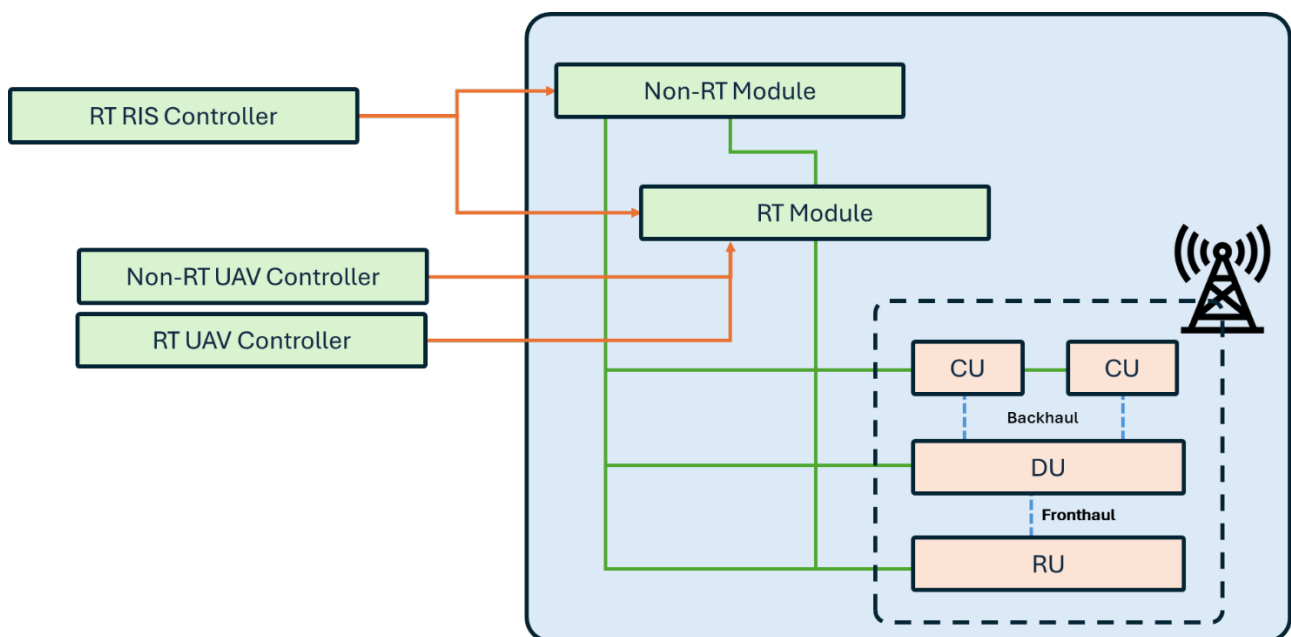 Non-RT Module
RT RIS Controller
RT Module
Non-RT UAV Controller
RT UAV Controller
CU
CU
Backhaul
DU
Fronthaul
RU